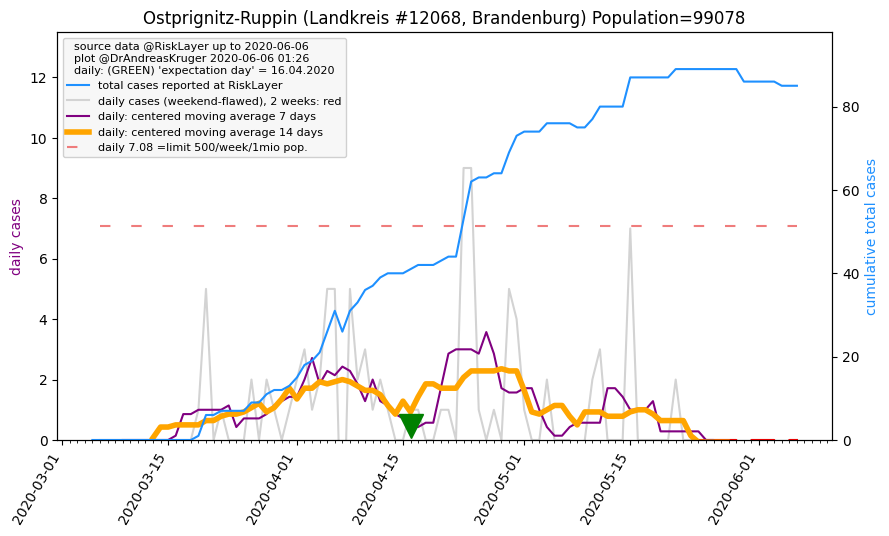 Ostprignitz-Ruppin (Landkreis #12068, Brandenburg) Population=99078
source data @RiskLayer up to 2020-06-06
plot @DrAndreasKruger 2020-06-06 01:26
daily: (GREEN) 'expectation day' = 16.04.2020
total cases reported at RiskLayer
daily cases (weekend-flawed), 2 weeks: red
daily: centered moving average 7 days
daily: centered moving average 14 days
daily 7.08 =limit 500/week/1mio pop.
daily cases
12
10
8
6
4
2
0
cumulative total cases
80
60
40
20
0
2020-03-01
2020-03-15
2020-04-01
2020-04-15
2020-05-01
2020-05-15
2020-06-01